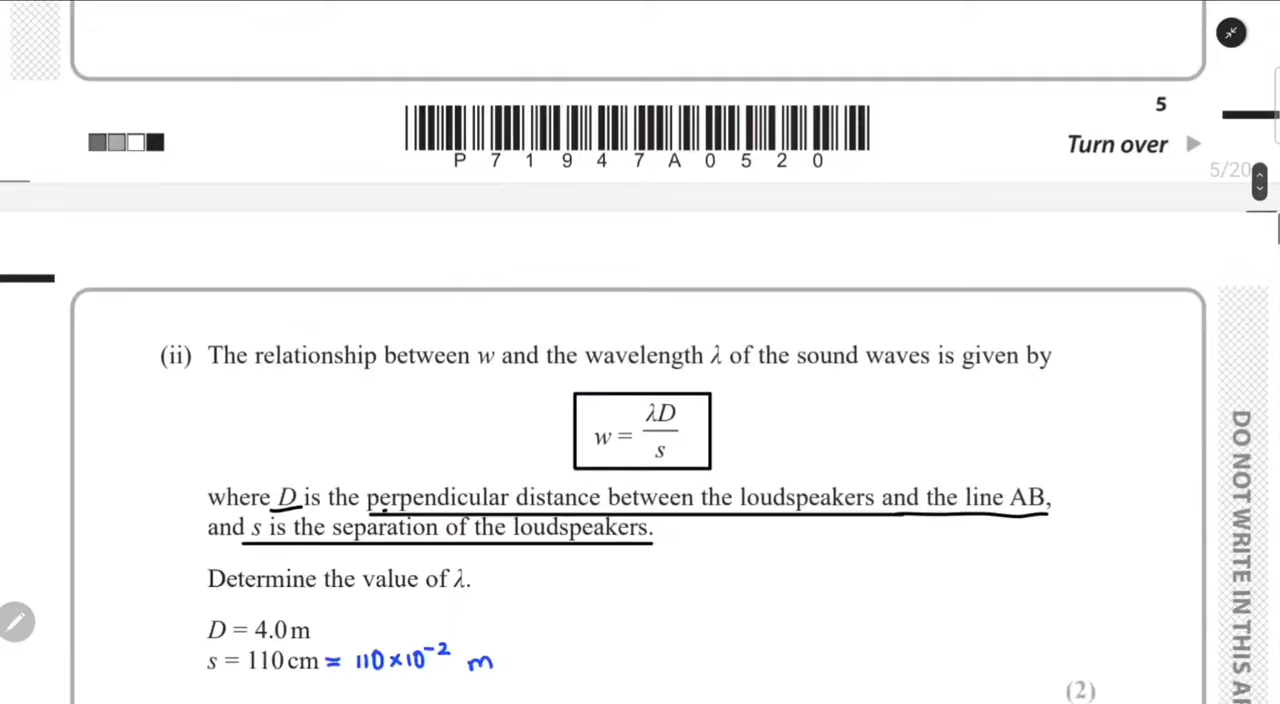 5
P 7 1 9 4 7 A 0 5 2 0
Turn over
5/20
(ii) The relationship between w and the wavelength λ of the sound waves is given by
w = λD/s
where D is the perpendicular distance between the loudspeakers and the line AB,
and s is the separation of the loudspeakers.
Determine the value of λ.
D = 4.0 m
s = 110 cm = 110 × 10⁻² m
(2)
DO NOT WRITE IN THIS